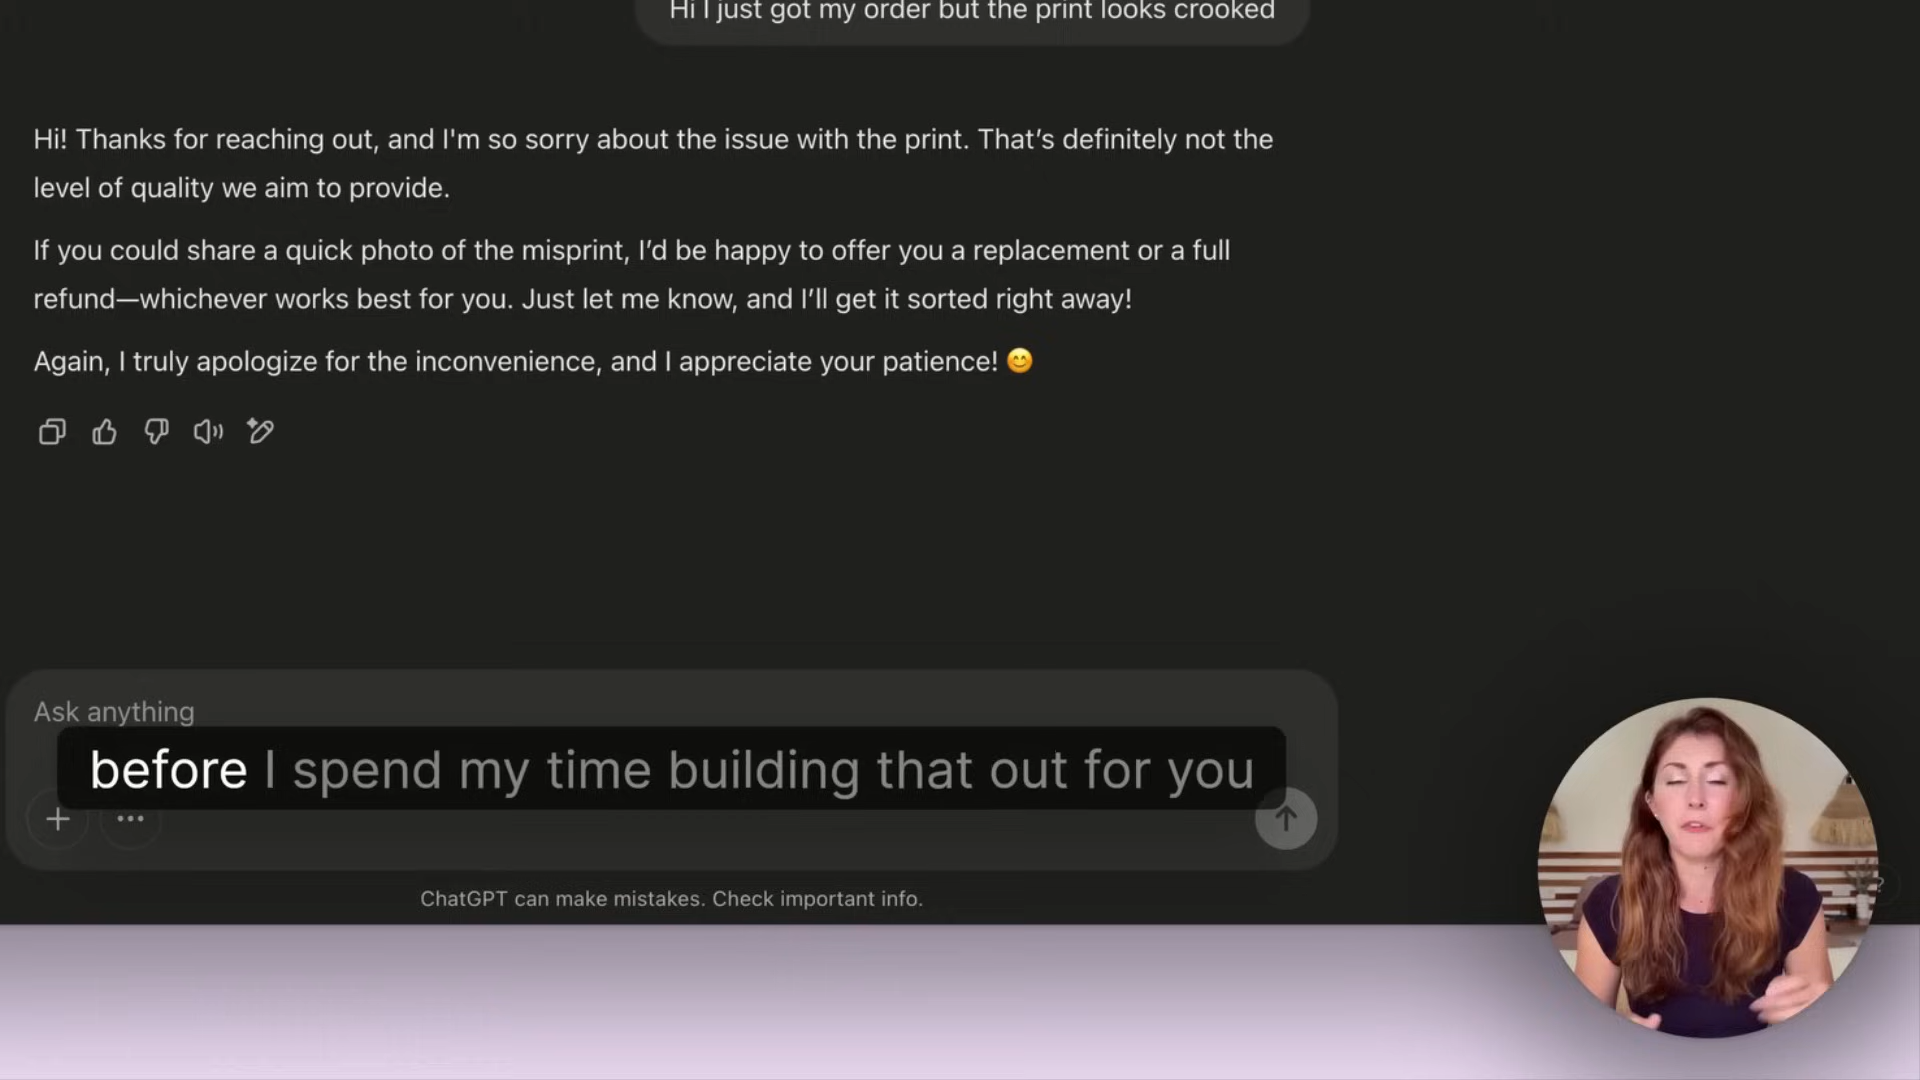 Hi I just got my order but the print looks crooked
Hi! Thanks for reaching out, and I'm so sorry about the issue with the print. That’s definitely not the
level of quality we aim to provide.
If you could share a quick photo of the misprint, I’d be happy to offer you a replacement or a full
refund—whichever works best for you. Just let me know, and I’ll get it sorted right away!
Again, I truly apologize for the inconvenience, and I appreciate your patience! 😊
Ask anything
before I spend my time building that out for you
ChatGPT can make mistakes. Check important info.
?